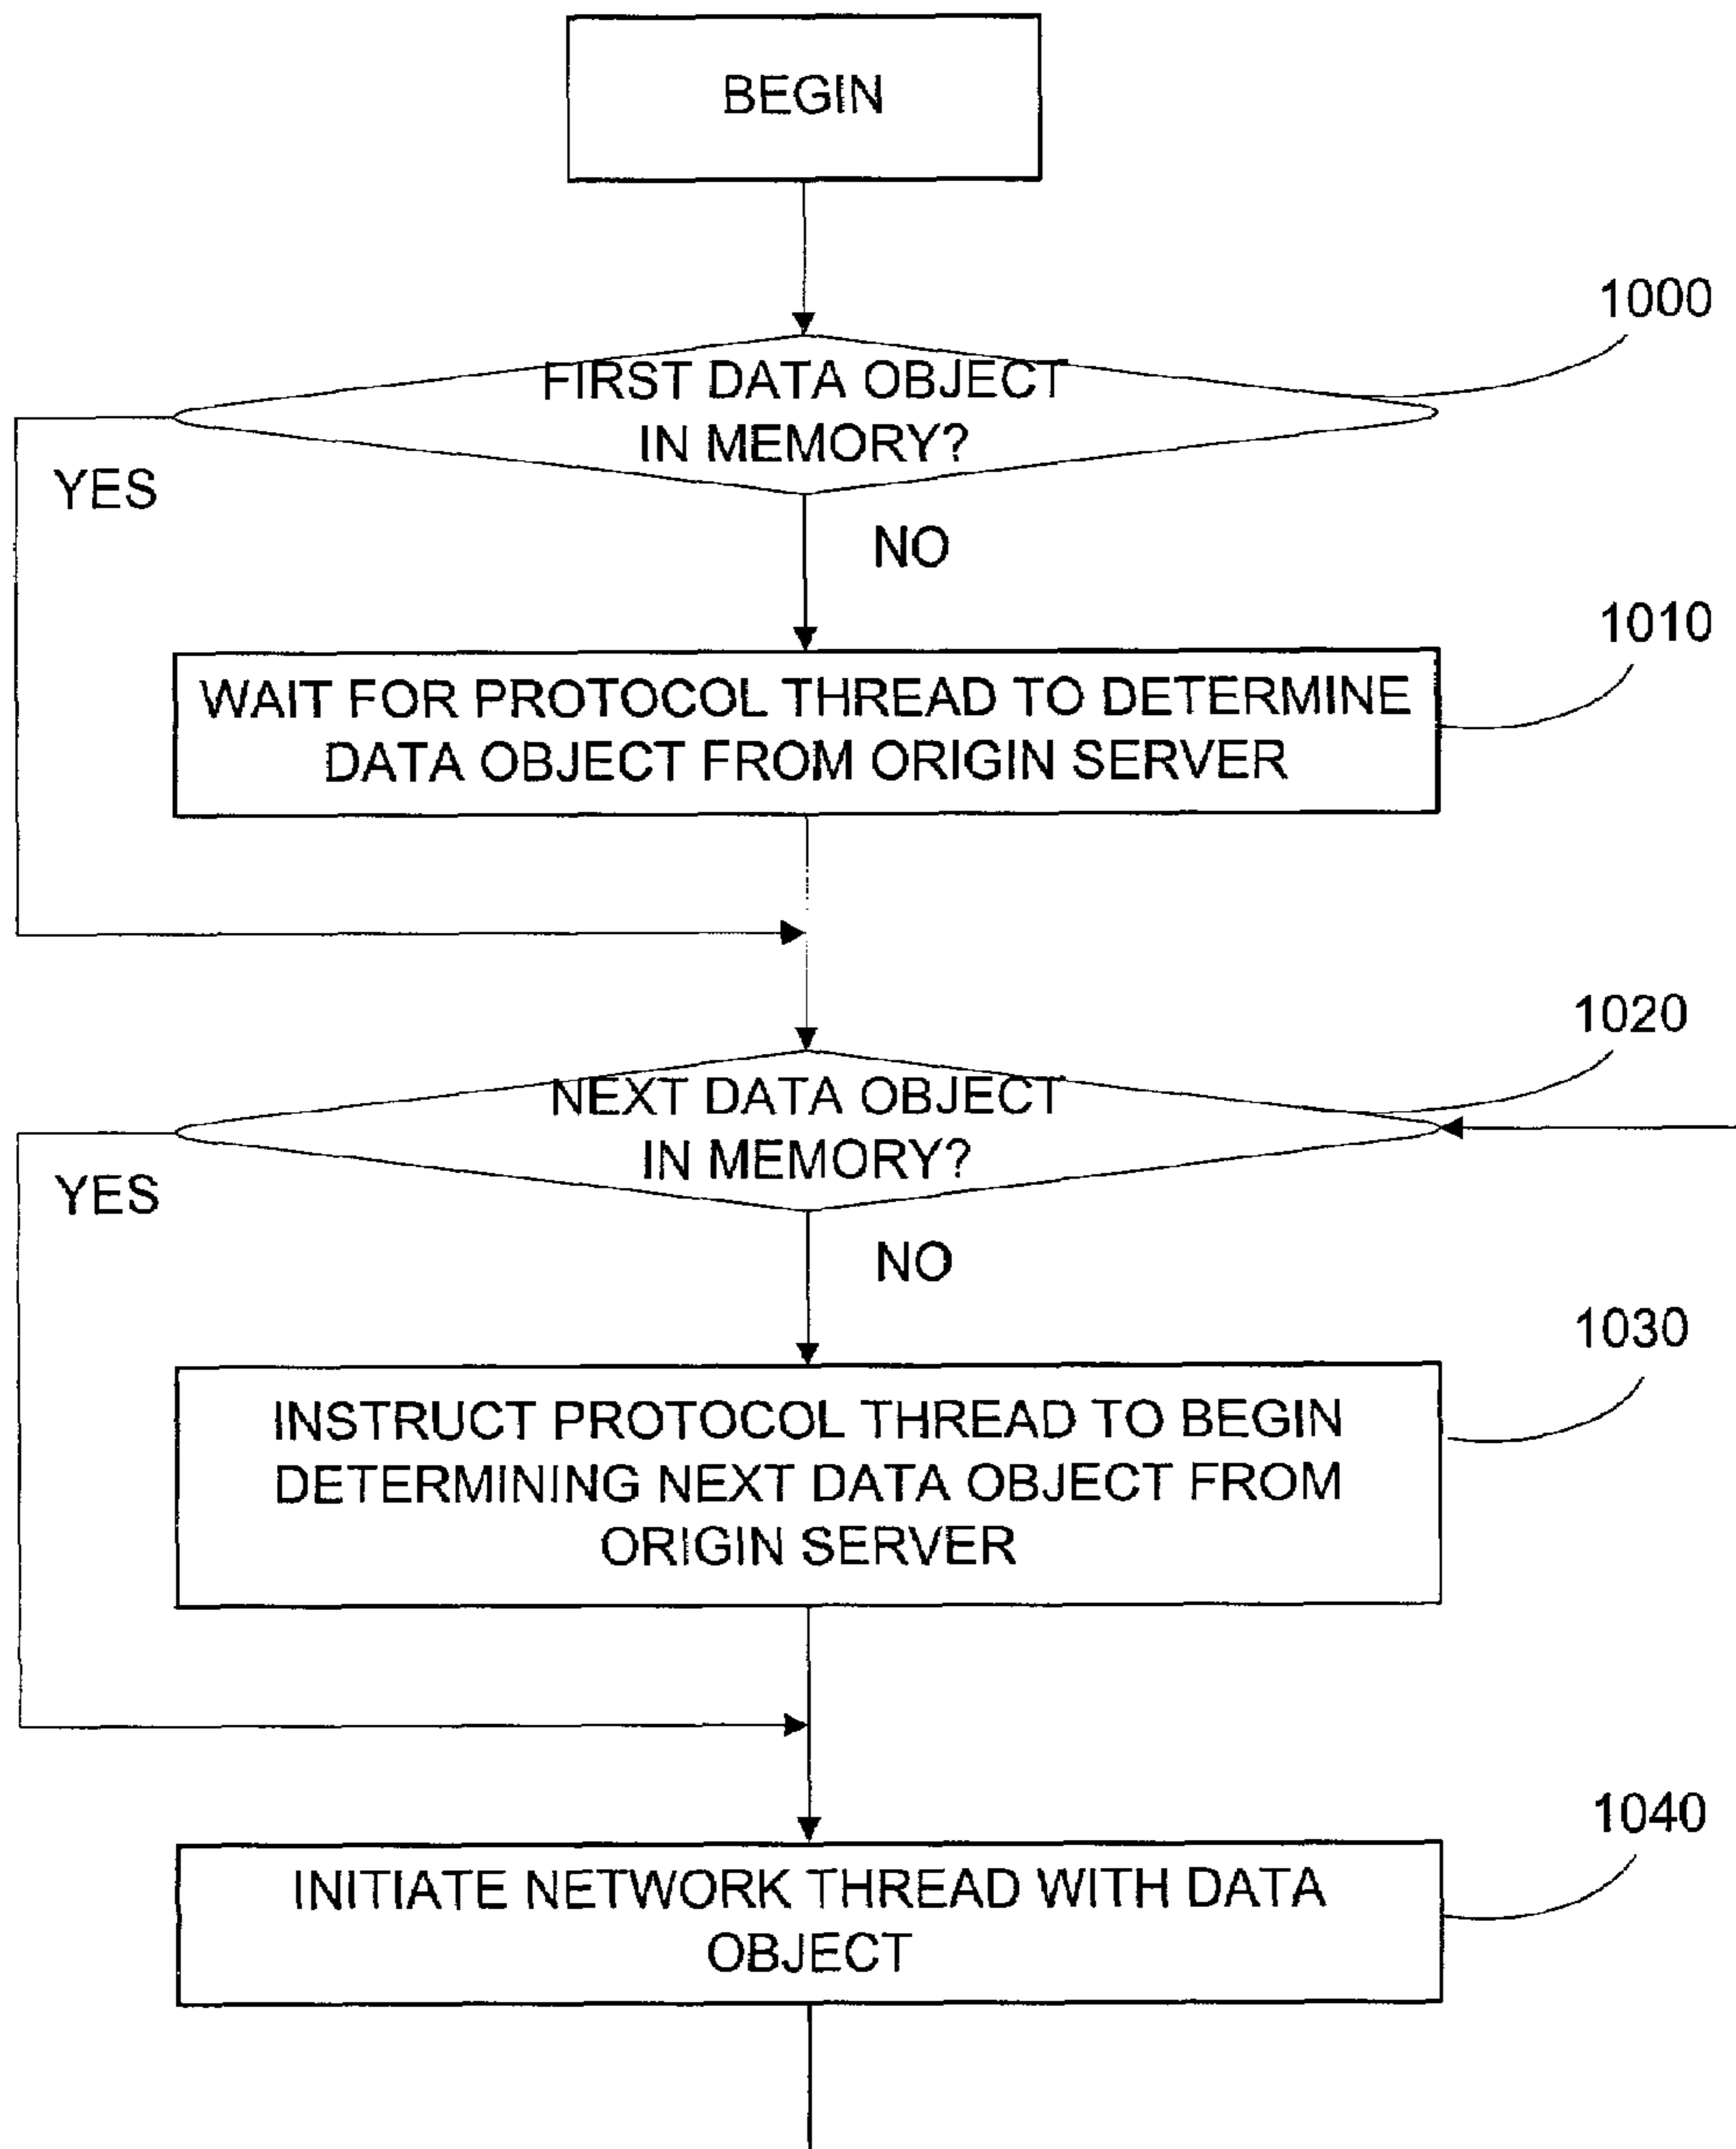 BEGIN
1000
FIRST DATA OBJECT
IN MEMORY?
YES
NO
1010
WAIT FOR PROTOCOL THREAD TO DETERMINE
DATA OBJECT FROM ORIGIN SERVER
1020
NEXT DATA OBJECT
IN MEMORY?
YES
NO
1030
INSTRUCT PROTOCOL THREAD TO BEGIN
DETERMINING NEXT DATA OBJECT FROM
ORIGIN SERVER
1040
INITIATE NETWORK THREAD WITH DATA
OBJECT